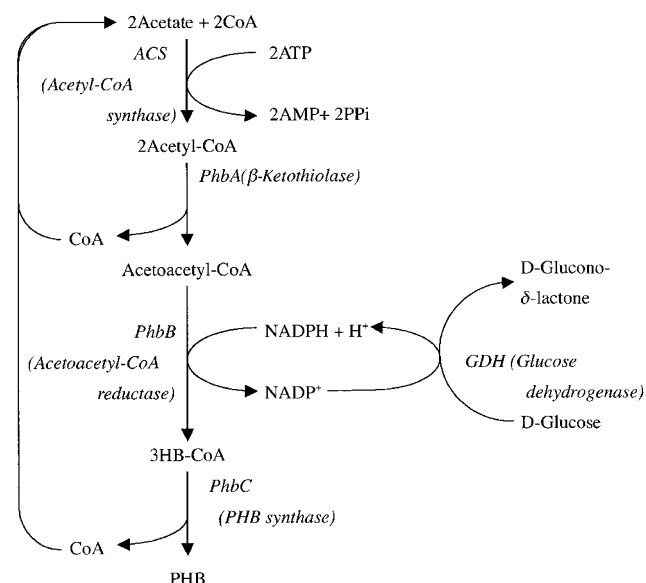 2Acetate + 2CoA
ACS
2ATP
(Acetyl-CoA
synthase)
2AMP+ 2PPi
2Acetyl-CoA
PhbA(β-Ketothiolase)
CoA
Acetoacetyl-CoA
D-Glucono-
δ-lactone
PhbB
NADPH + H⁺
(Acetoacetyl-CoA
reductase)
NADP⁺
GDH (Glucose
dehydrogenase)
D-Glucose
3HB-CoA
PhbC
(PHB synthase)
CoA
PHB